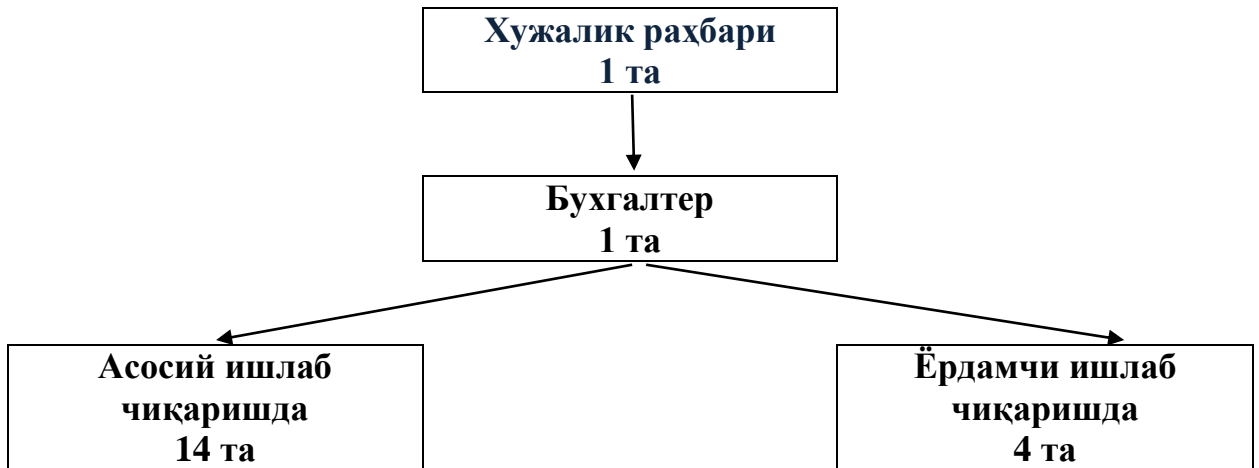 Хужалик раҳбари
1 та
Бухгалтер
1 та
Асосий ишлаб
чиқаришда
14 та
Ёрдамчи ишлаб
чиқаришда
4 та